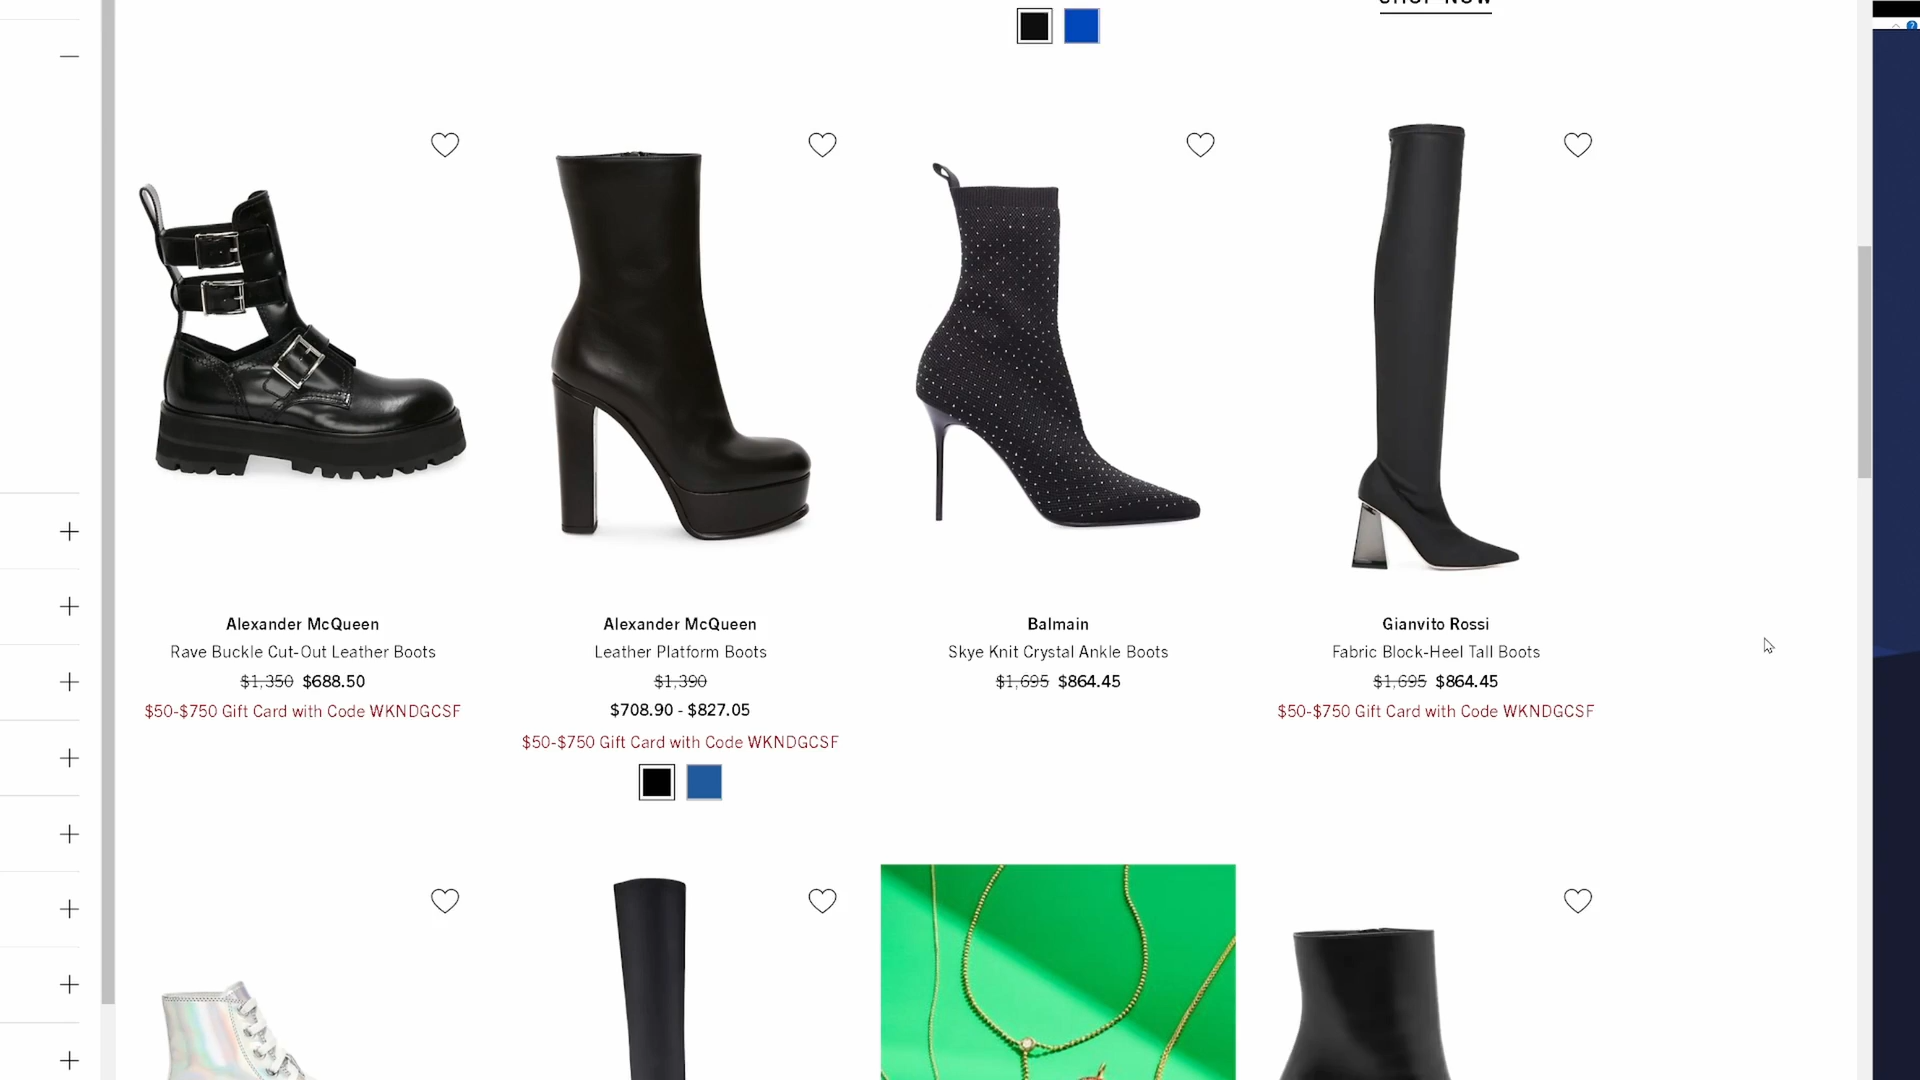 SHOP NOW
Alexander McQueen
Rave Buckle Cut-Out Leather Boots
$1,350 $688.50
$50-$750 Gift Card with Code WKNDGCSF
Alexander McQueen
Leather Platform Boots
$1,390
$708.90 - $827.05
$50-$750 Gift Card with Code WKNDGCSF
Balmain
Skye Knit Crystal Ankle Boots
$1,695 $864.45
Gianvito Rossi
Fabric Block-Heel Tall Boots
$1,695 $864.45
$50-$750 Gift Card with Code WKNDGCSF